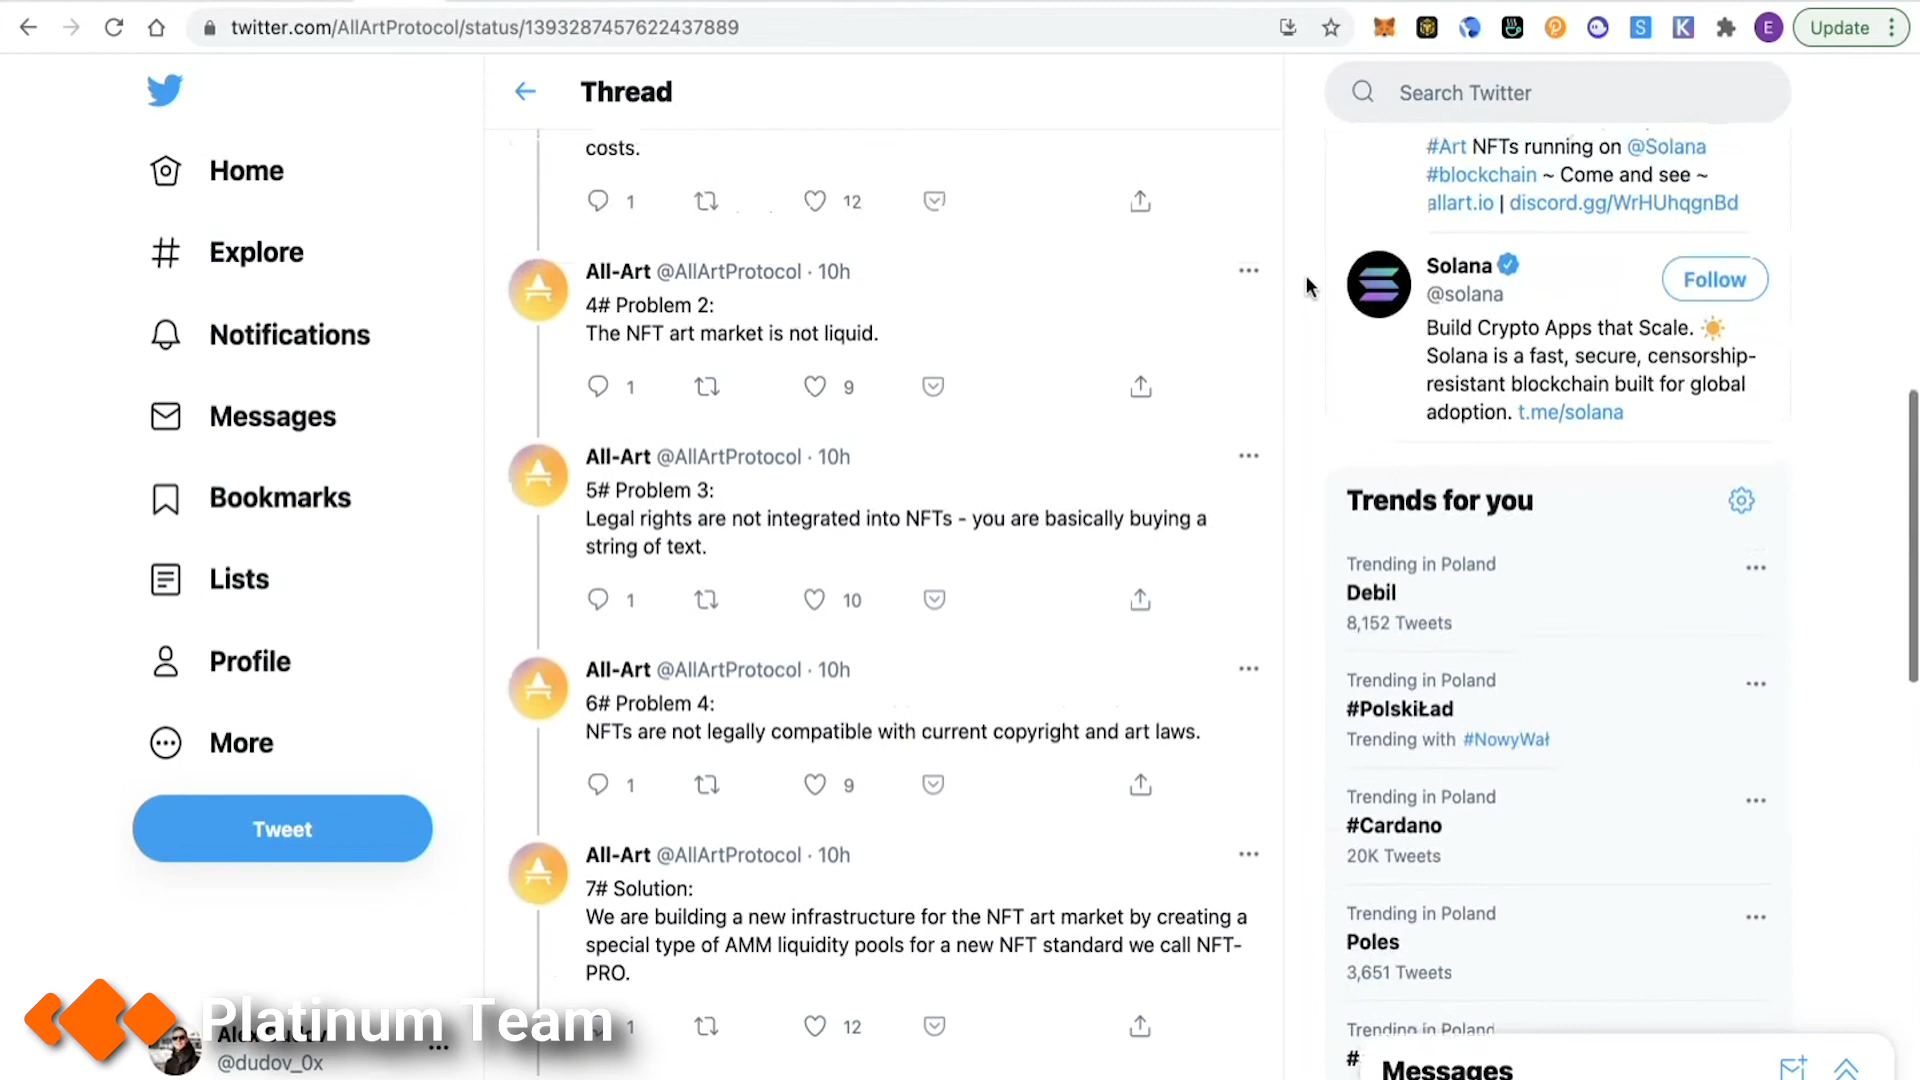 twitter.com/AllArtProtocol/status/1393287457622437889
E
Update
Home
Explore
Notifications
Messages
Bookmarks
Lists
Profile
More
Tweet
@dudov_0x
Platinum Team
Thread
costs.
1
12
All-Art @AllArtProtocol · 10h
4# Problem 2:
The NFT art market is not liquid.
1
9
All-Art @AllArtProtocol · 10h
5# Problem 3:
Legal rights are not integrated into NFTs - you are basically buying a
string of text.
1
10
All-Art @AllArtProtocol · 10h
6# Problem 4:
NFTs are not legally compatible with current copyright and art laws.
1
9
All-Art @AllArtProtocol · 10h
7# Solution:
We are building a new infrastructure for the NFT art market by creating a
special type of AMM liquidity pools for a new NFT standard we call NFT-
PRO.
1
12
Search Twitter
#Art NFTs running on @Solana
#blockchain ~ Come and see ~
allart.io | discord.gg/WrHUhqgnBd
Solana
@solana
Follow
Build Crypto Apps that Scale. ☀️
Solana is a fast, secure, censorship-
resistant blockchain built for global
adoption. t.me/solana
Trends for you
Trending in Poland
Debil
8,152 Tweets
Trending in Poland
#PolskiŁad
Trending with #NowyWał
Trending in Poland
#Cardano
20K Tweets
Trending in Poland
Poles
3,651 Tweets
Trending in Poland
#
Messages